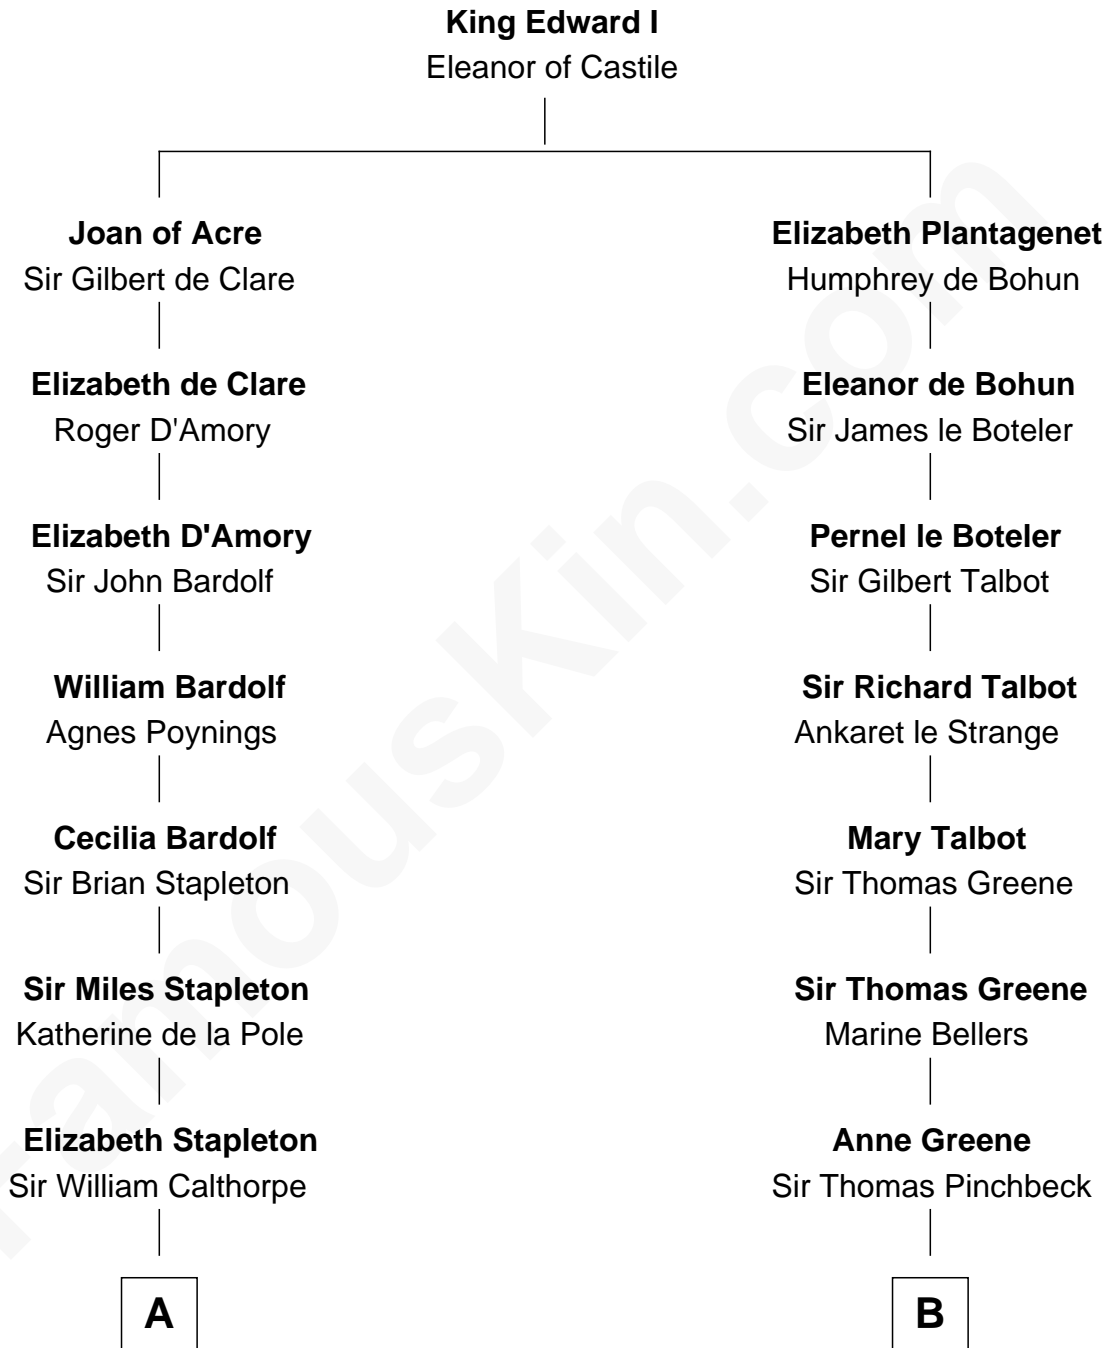 King Edward I
Eleanor of Castile
Joan of Acre
Sir Gilbert de Clare
Elizabeth Plantagenet
Humphrey de Bohun
Elizabeth de Clare
Roger D'Amory
Eleanor de Bohun
Sir James le Boteler
Elizabeth D'Amory
Sir John Bardolf
Pernel le Boteler
Sir Gilbert Talbot
William Bardolf
Agnes Poynings
Sir Richard Talbot
Ankaret le Strange
Cecilia Bardolf
Sir Brian Stapleton
Mary Talbot
Sir Thomas Greene
Sir Miles Stapleton
Katherine de la Pole
Sir Thomas Greene
Marine Bellers
Elizabeth Stapleton
Sir William Calthorpe
Anne Greene
Sir Thomas Pinchbeck
A
B
FamousKin.com